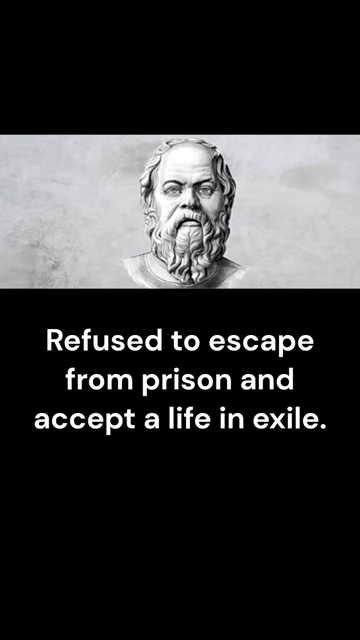 Refused to escape
from prison and
accept a life in exile.